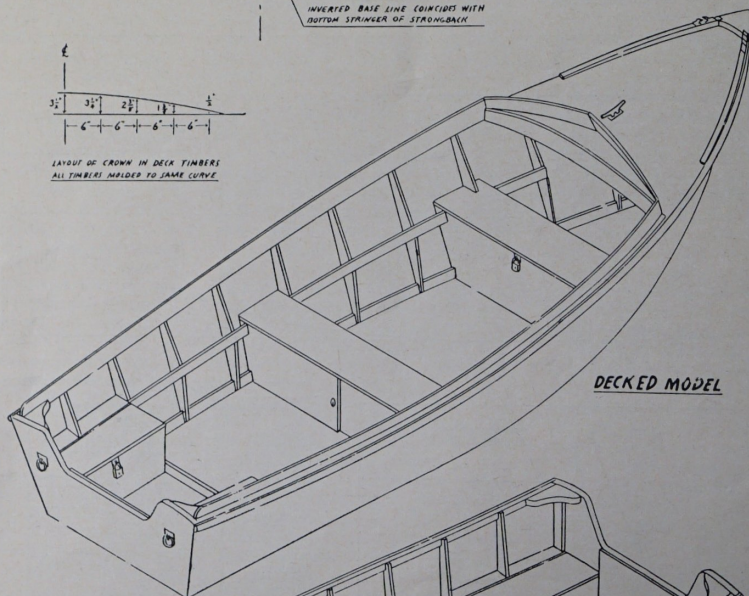 INVERTED BASE LINE COINCIDES WITH
BOTTOM STRINGER OF STRONGBACK
℄
3½" 3¼" 2⅝" ½"
6" 6" 6" 6"
LAYOUT OF CROWN IN DECK TIMBERS
ALL TIMBERS MOLDED TO SAME CURVE
DECKED MODEL